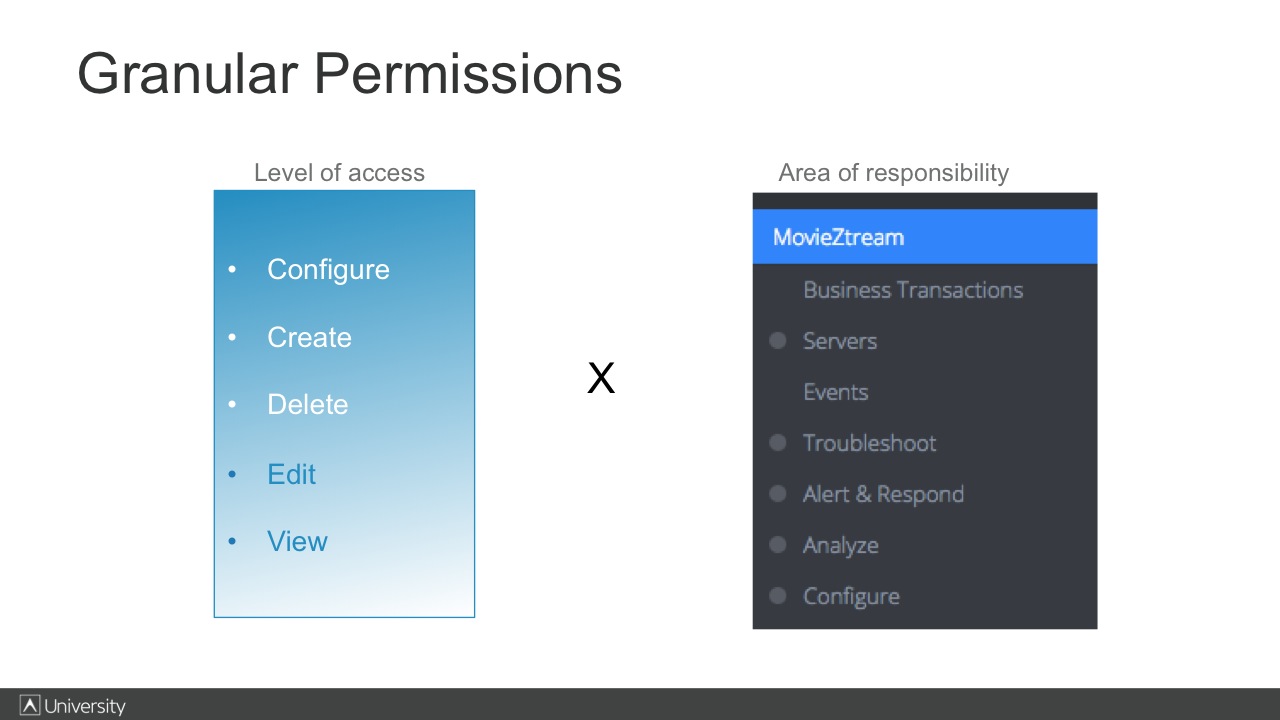 Granular Permissions
Level of access
• Configure
• Create
• Delete
• Edit
• View
X
Area of responsibility
MovieZtream
Business Transactions
Servers
Events
Troubleshoot
Alert & Respond
Analyze
Configure
University